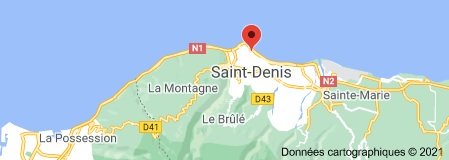 N1
Saint-Denis
N2
La Montagne
D43
Sainte-Marie
Le Brûlé
D41
La Possession
Données cartographiques © 2021